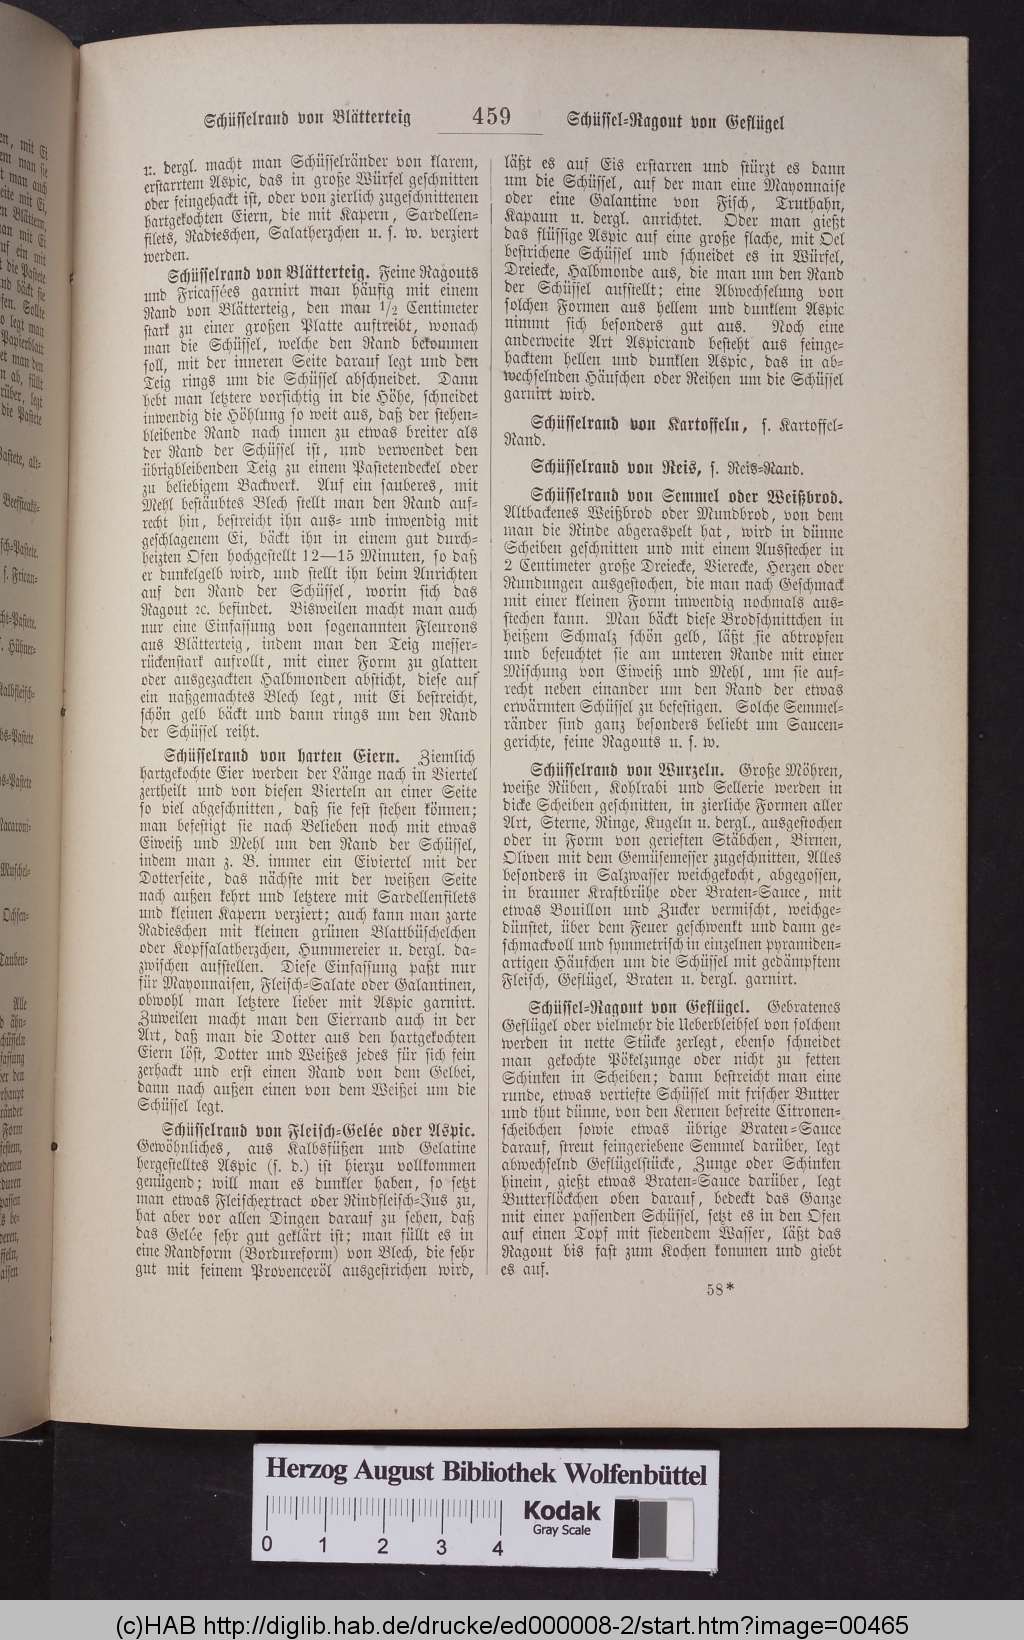 Schüsselrand von Blätterteig 459 Schüssel-Ragout von Geflügel
ꝛc. dergl. macht man Schüsselränder von klarem,
erstarrtem Aspic, das in große Würfel geschnitten
oder feingehackt ist, oder von zierlich zugeschnittenen
hartgekochten Eiern, die mit Kapern, Sardellen-
filets, Radieschen, Salatherzchen u. s. w. verziert
werden.
Schüsselrand von Blätterteig. Feine Ragouts
und Fricassées garnirt man häufig mit einem
Rand von Blätterteig, den man 1/2 Centimeter
stark zu einer großen Platte auftreibt, wonach
man die Schüssel, welche den Rand bekommen
soll, mit der inneren Seite darauf legt und den
Teig rings um die Schüssel abschneidet. Dann
hebt man letztere vorsichtig in die Höhe, schneidet
inwendig die Höhlung so weit aus, daß der stehen-
bleibende Rand nach innen zu etwas breiter als
der Rand der Schüssel ist, und verwendet den
übrigbleibenden Teig zu einem Pastetendeckel oder
zu beliebigem Backwerk. Auf ein sauberes, mit
Mehl bestäubtes Blech stellt man den Rand auf-
recht hin, bestreicht ihn aus- und inwendig mit
geschlagenem Ei, bäckt ihn in einem gut durch-
heizten Ofen hochgestellt 12—15 Minuten, so daß
er dunkelgelb wird, und stellt ihn beim Anrichten
auf den Rand der Schüssel, worin sich das
Ragout ꝛc. befindet. Bisweilen macht man auch
nur eine Einfassung von sogenannten Fleurons
aus Blätterteig, indem man den Teig messer-
rückenstark aufrollt, mit einer Form zu glatten
oder ausgezackten Halbmonden absticht, diese auf
ein naßgemachtes Blech legt, mit Ei bestreicht,
schön gelb bäckt und dann rings um den Rand
der Schüssel reiht.
Schüsselrand von harten Eiern. Ziemlich
hartgekochte Eier werden der Länge nach in Viertel
zertheilt und von diesen Vierteln an einer Seite
so viel abgeschnitten, daß sie fest stehen können;
man befestigt sie nach Belieben noch mit etwas
Eiweiß und Mehl um den Rand der Schüssel,
indem man z. B. immer ein Eiviertel mit der
Dotterseite, das nächste mit der weißen Seite
nach außen kehrt und letztere mit Sardellenfilets
und kleinen Kapern verziert; auch kann man zarte
Radieschen mit kleinen grünen Blattbüschelchen
oder Kopfsalatherzchen, Hummereier u. dergl. da-
zwischen aufstellen. Diese Einfassung paßt nur
für Mayonnaisen, Fleisch-Salate oder Galantinen,
obwohl man letztere lieber mit Aspic garnirt.
Zuweilen macht man den Eierrand auch in der
Art, daß man die Dotter aus den hartgekochten
Eiern löst, Dotter und Weißes jedes für sich fein
zerhackt und erst einen Rand von dem Gelbei,
dann nach außen einen von dem Weißei um die
Schüssel legt.
Schüsselrand von Fleisch-Gelée oder Aspic.
Gewöhnliches, aus Kalbsfüßen und Gelatine
hergestelltes Aspic (s. d.) ist hierzu vollkommen
genügend; will man es dunkler haben, so setzt
man etwas Fleischextract oder Rindfleisch-Jus zu,
hat aber vor allen Dingen darauf zu sehen, daß
das Gelée sehr gut geklärt ist; man füllt es in
eine Randform (Bordureform) von Blech, die sehr
gut mit feinem Provenceröl ausgestrichen wird,
läßt es auf Eis erstarren und stürzt es dann
um die Schüssel, auf der man eine Mayonnaise
oder eine Galantine von Fisch, Truthahn,
Kapaun u. dergl. anrichtet. Oder man gießt
das flüssige Aspic auf eine große flache, mit Oel
bestrichene Schüssel und schneidet es in Würfel,
Dreiecke, Halbmonde aus, die man um den Rand
der Schüssel aufstellt; eine Abwechselung von
solchen Formen aus hellem und dunklem Aspic
nimmt sich besonders gut aus. Noch eine
anderweite Art Aspicrand besteht aus feinge-
hacktem hellen und dunklen Aspic, das in ab-
wechselnden Häufchen oder Reihen um die Schüssel
garnirt wird.
Schüsselrand von Kartoffeln, s. Kartoffel-
Rand.
Schüsselrand von Reis, s. Reis-Rand.
Schüsselrand von Semmel oder Weißbrod.
Altbackenes Weißbrod oder Mundbrod, von dem
man die Rinde abgeraspelt hat, wird in dünne
Scheiben geschnitten und mit einem Ausstecher in
2 Centimeter große Dreiecke, Vierecke, Herzen oder
Rundungen ausgestochen, die man nach Geschmack
mit einer kleinen Form inwendig nochmals aus-
stechen kann. Man bäckt diese Brodschnittchen in
heißem Schmalz schön gelb, läßt sie abtropfen
und befeuchtet sie am unteren Rande mit einer
Mischung von Eiweiß und Mehl, um sie auf-
recht neben einander um den Rand der etwas
erwärmten Schüssel zu befestigen. Solche Semmel-
ränder sind ganz besonders beliebt um Saucen-
gerichte, feine Ragouts u. s. w.
Schüsselrand von Wurzeln. Große Möhren,
weiße Rüben, Kohlrabi und Sellerie werden in
dicke Scheiben geschnitten, in zierliche Formen aller
Art, Sterne, Ringe, Kugeln u. dergl., ausgestochen
oder in Form von gerieften Stäbchen, Birnen,
Oliven mit dem Gemüsemesser zugeschnitten, Alles
besonders in Salzwasser weichgekocht, abgegossen,
in brauner Kraftbrühe oder Braten-Sauce, mit
etwas Bouillon und Zucker vermischt, weichge-
dünstet, über dem Feuer geschwenkt und dann ge-
schmackvoll und symmetrisch in einzelnen pyramiden-
artigen Häufchen um die Schüssel mit gedämpftem
Fleisch, Geflügel, Braten u. dergl. garnirt.
Schüssel-Ragout von Geflügel. Gebratenes
Geflügel oder vielmehr die Ueberbleibsel von solchem
werden in nette Stücke zerlegt, ebenso schneidet
man gekochte Pökelzunge oder nicht zu fetten
Schinken in Scheiben; dann bestreicht man eine
runde, etwas vertiefte Schüssel mit frischer Butter
und thut dünne, von den Kernen befreite Citronen-
scheibchen sowie etwas übrige Braten-Sauce
darauf, streut feingeriebene Semmel darüber, legt
abwechselnd Geflügelstücke, Zunge oder Schinken
hinein, gießt etwas Braten-Sauce darüber, legt
Butterflöckchen oben darauf, bedeckt das Ganze
mit einer passenden Schüssel, setzt es in den Ofen
auf einen Topf mit siedendem Wasser, läßt das
Ragout bis fast zum Kochen kommen und giebt
es auf.
58*
Herzog August Bibliothek Wolfenbüttel
Kodak
Gray Scale
0 1 2 3 4
(c)HAB http://diglib.hab.de/drucke/ed000008-2/start.htm?image=00465